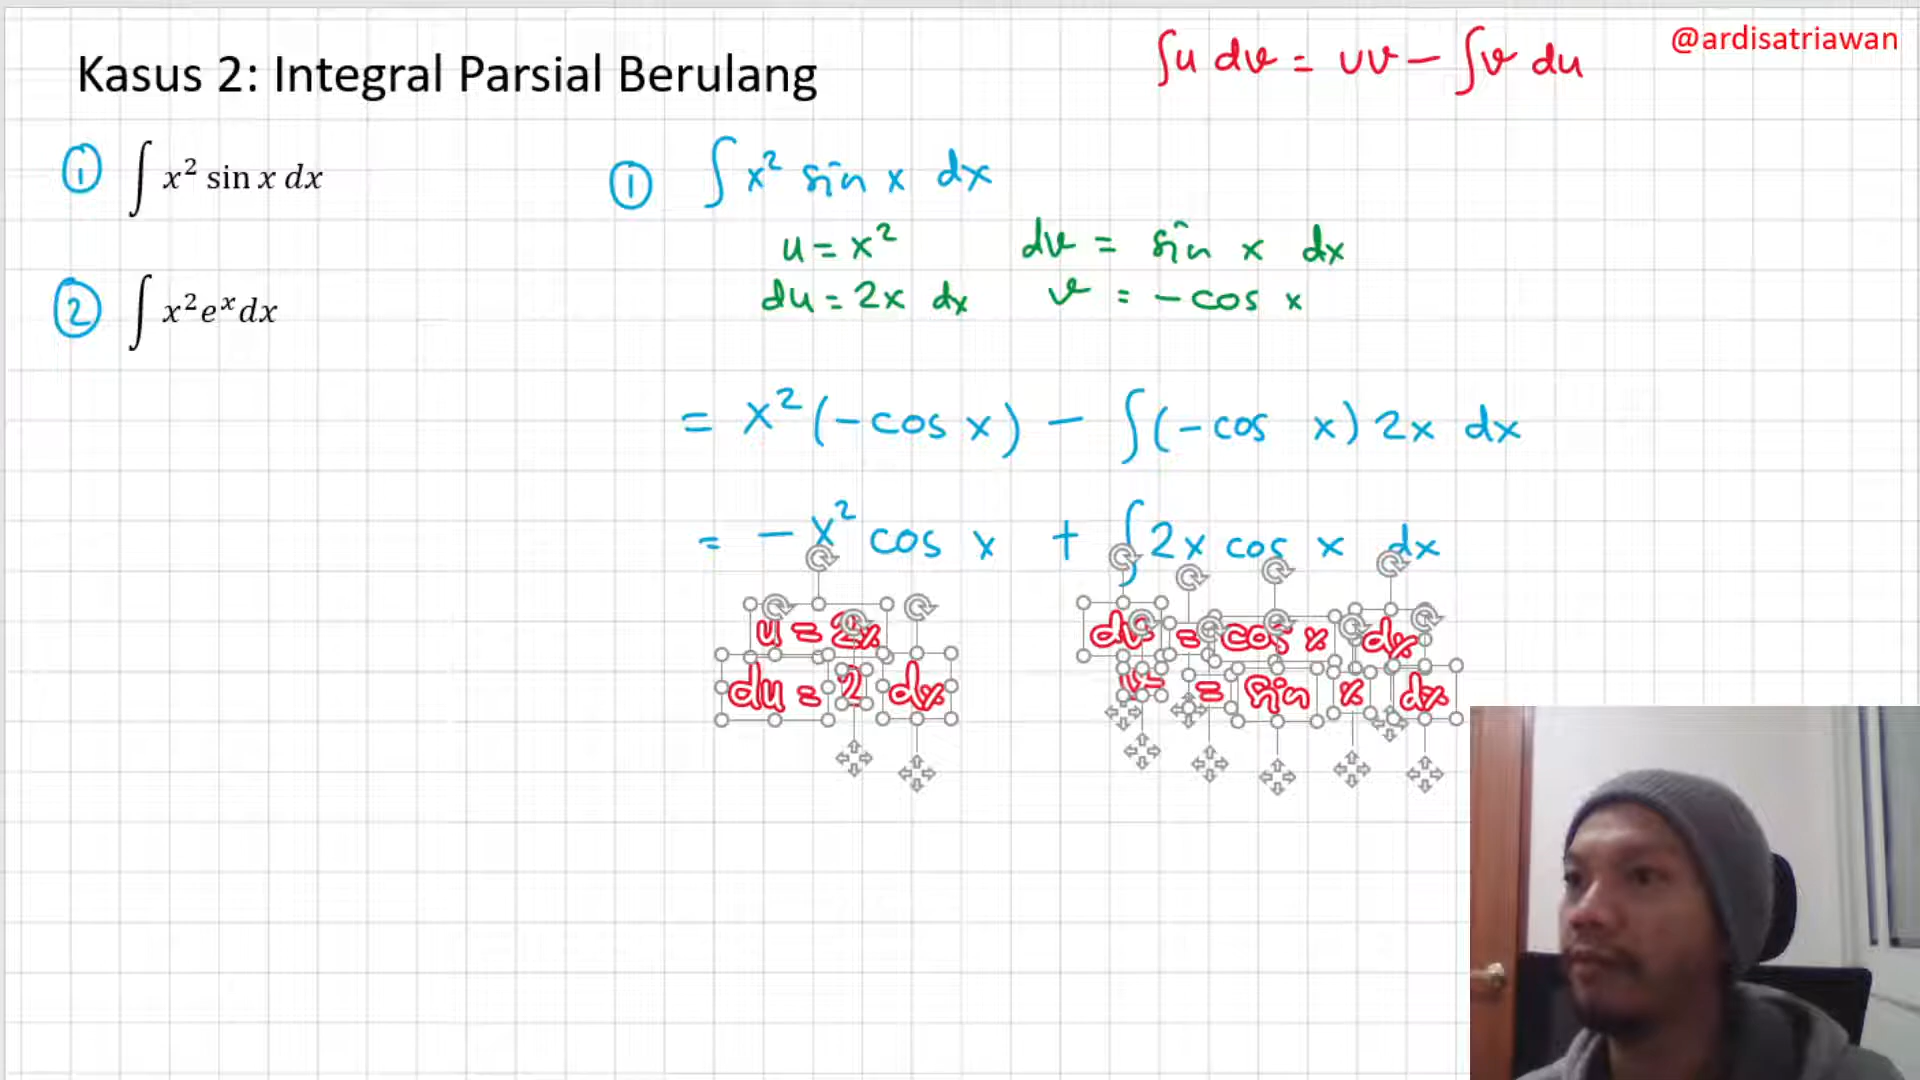 @ardisatriawan
Kasus 2: Integral Parsial Berulang
∫u dv = uv − ∫v du
① ∫ x² sin x dx
② ∫ x²eˣdx
① ∫ x² sin x dx
u = x² dv = sin x dx
du = 2x dx v = −cos x
= x² (−cos x) − ∫(−cos x) 2x dx
= −x² cos x + ∫ 2x cos x dx
u = 2x dv = cos x dx
du = 2 dx v = sin x dx